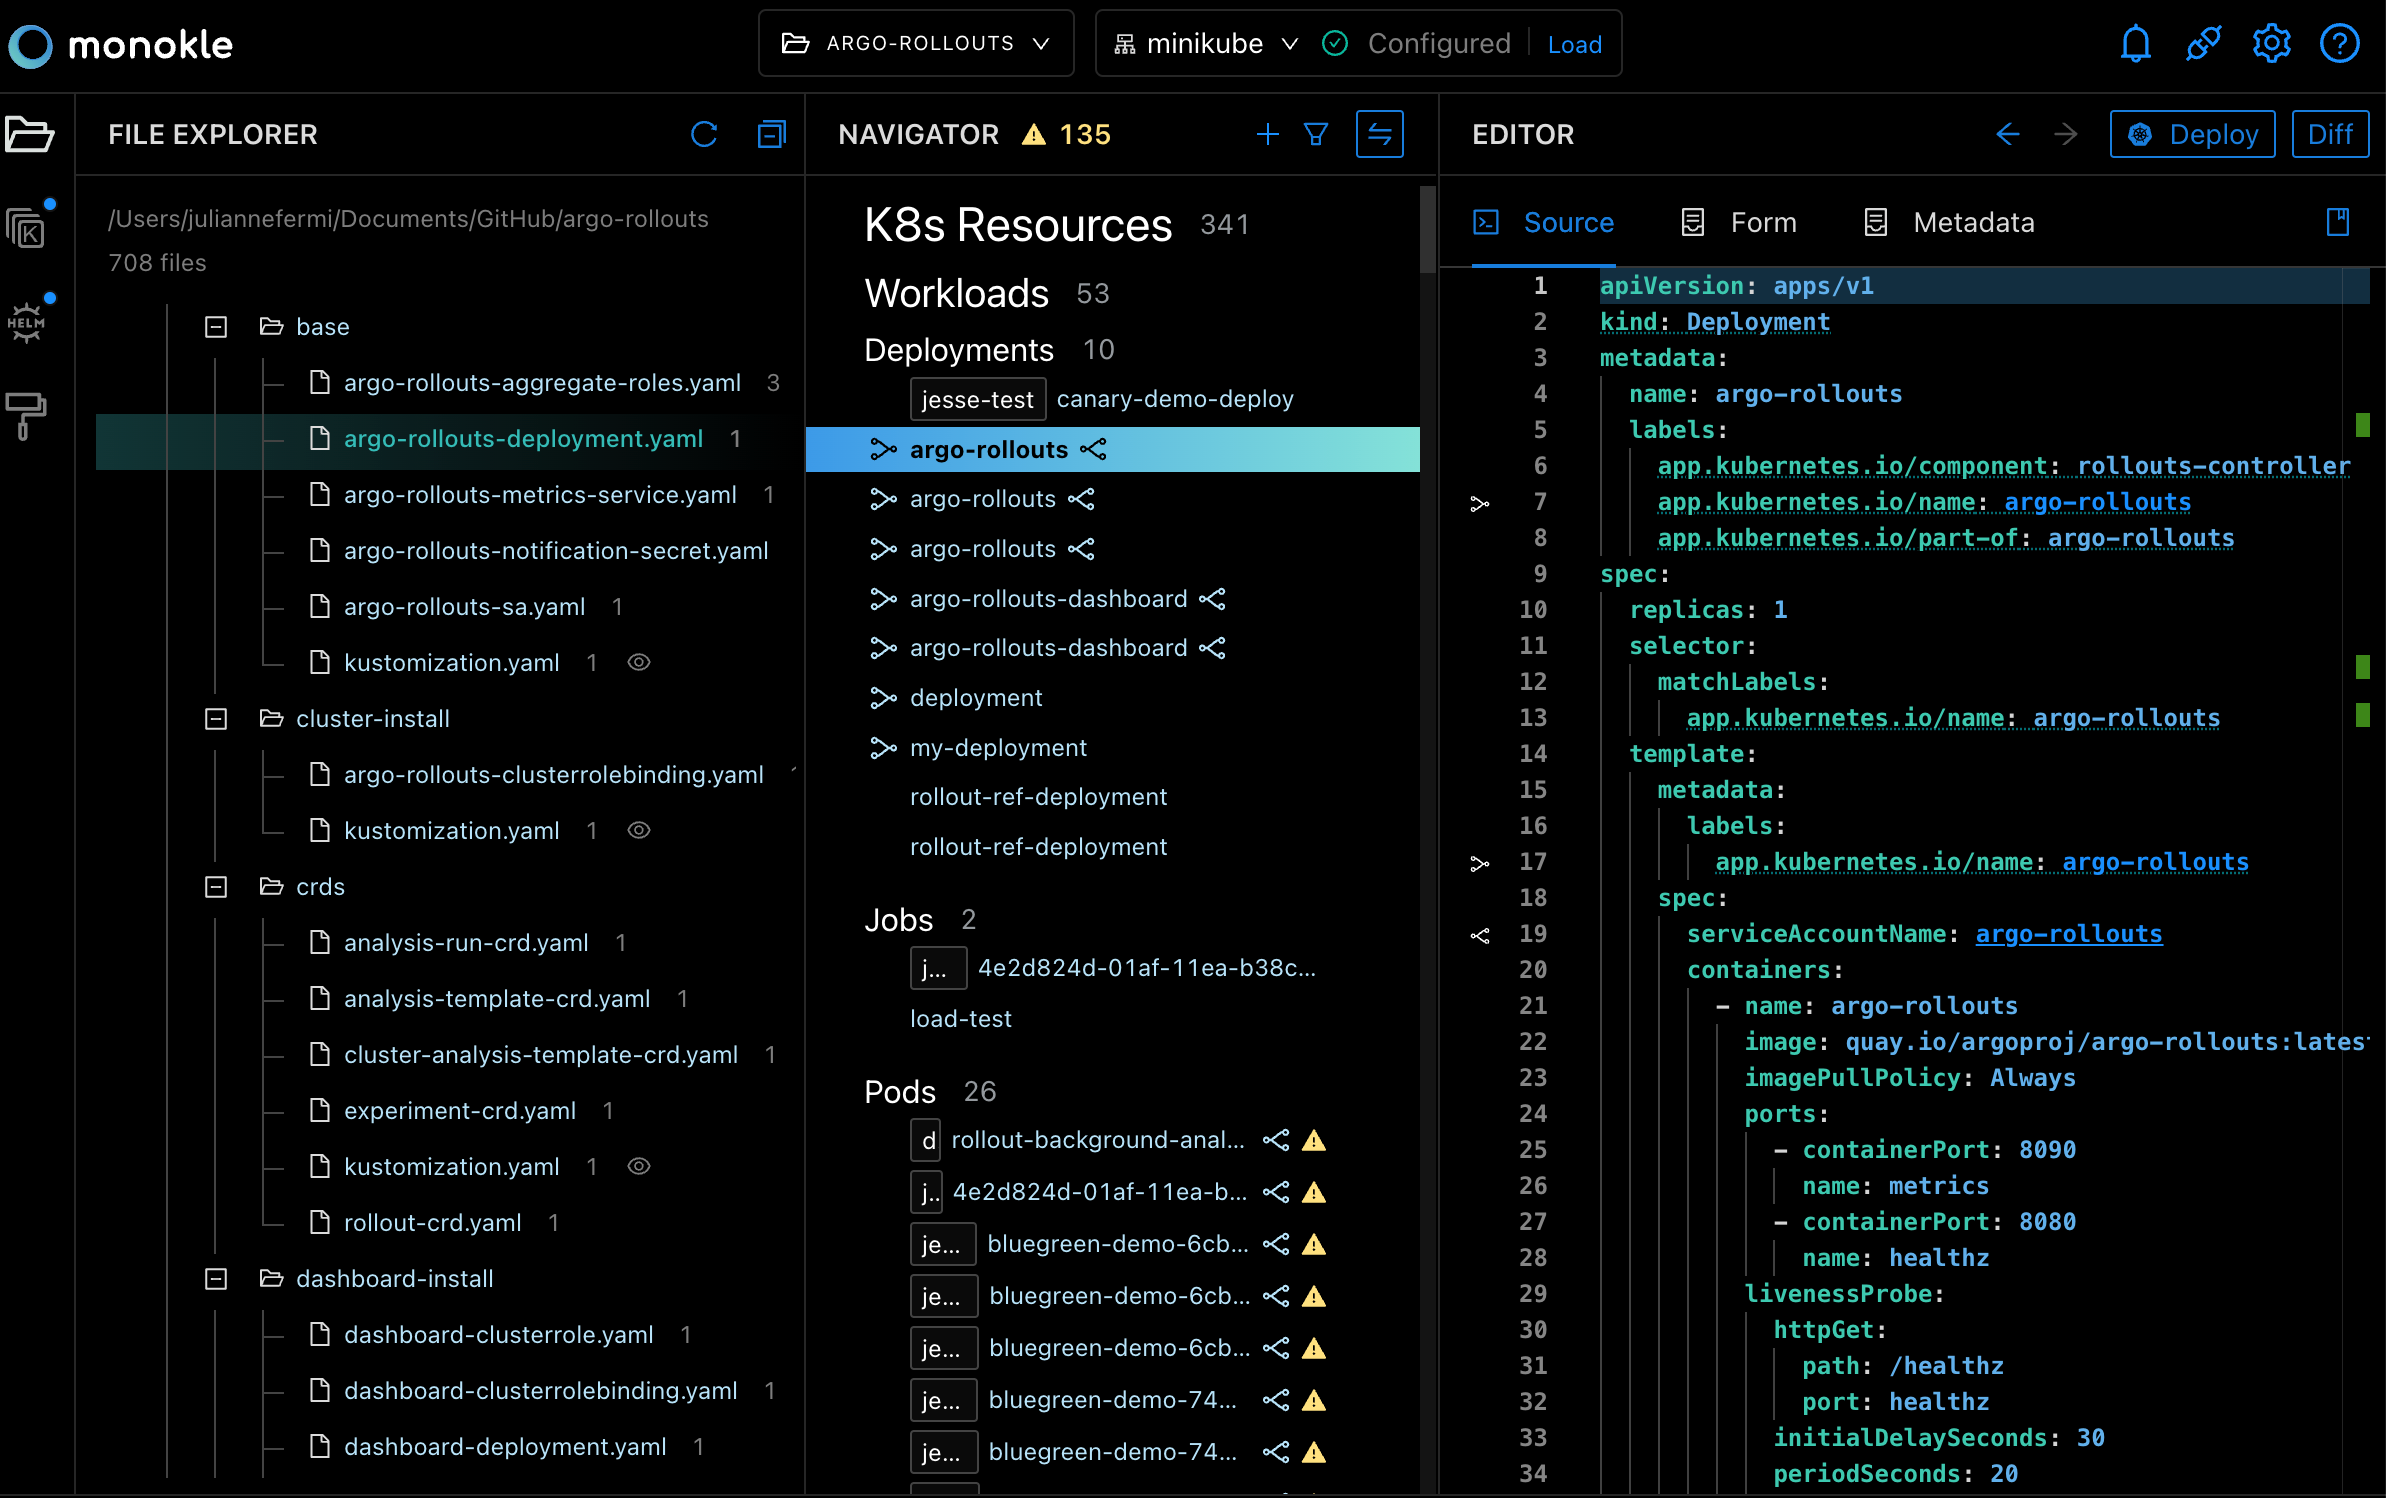 monokle
ARGO-ROLLOUTS
minikube Configured Load
FILE EXPLORER
/Users/juliannefermi/Documents/GitHub/argo-rollouts
708 files
base
argo-rollouts-aggregate-roles.yaml 3
argo-rollouts-deployment.yaml 1
argo-rollouts-metrics-service.yaml 1
argo-rollouts-notification-secret.yaml
argo-rollouts-sa.yaml 1
kustomization.yaml 1
cluster-install
argo-rollouts-clusterrolebinding.yaml
kustomization.yaml 1
crds
analysis-run-crd.yaml 1
analysis-template-crd.yaml 1
cluster-analysis-template-crd.yaml 1
experiment-crd.yaml 1
kustomization.yaml 1
rollout-crd.yaml 1
dashboard-install
dashboard-clusterrole.yaml 1
dashboard-clusterrolebinding.yaml 1
dashboard-deployment.yaml 1
K
HELM
NAVIGATOR 135
K8s Resources 341
Workloads 53
Deployments 10
jesse-test canary-demo-deploy
argo-rollouts
argo-rollouts
argo-rollouts
argo-rollouts-dashboard
argo-rollouts-dashboard
deployment
my-deployment
rollout-ref-deployment
rollout-ref-deployment
Jobs 2
j... 4e2d824d-01af-11ea-b38c...
load-test
Pods 26
d rollout-background-anal...
j.. 4e2d824d-01af-11ea-b...
je... bluegreen-demo-6cb...
je... bluegreen-demo-6cb...
je... bluegreen-demo-6cb...
je... bluegreen-demo-74...
je... bluegreen-demo-74...
EDITOR
Deploy Diff
Source Form Metadata
1 apiVersion: apps/v1
2 kind: Deployment
3 metadata:
4 name: argo-rollouts
5 labels:
6 app.kubernetes.io/component: rollouts-controller
7 app.kubernetes.io/name: argo-rollouts
8 app.kubernetes.io/part-of: argo-rollouts
9 spec:
10 replicas: 1
11 selector:
12 matchLabels:
13 app.kubernetes.io/name: argo-rollouts
14 template:
15 metadata:
16 labels:
17 app.kubernetes.io/name: argo-rollouts
18 spec:
19 serviceAccountName: argo-rollouts
20 containers:
21 - name: argo-rollouts
22 image: quay.io/argoproj/argo-rollouts:latest
23 imagePullPolicy: Always
24 ports:
25 - containerPort: 8090
26 name: metrics
27 - containerPort: 8080
28 name: healthz
29 livenessProbe:
30 httpGet:
31 path: /healthz
32 port: healthz
33 initialDelaySeconds: 30
34 periodSeconds: 20